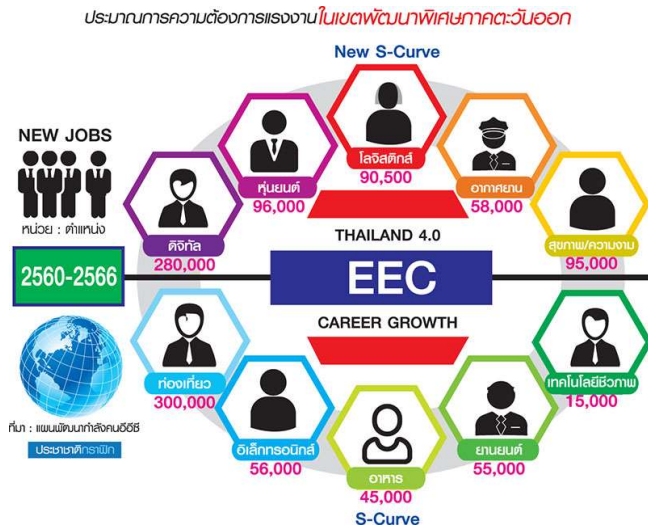 ประมาณการความต้องการแรงงานในเขตพัฒนาพิเศษภาคตะวันออก
New S-Curve
NEW JOBS
หน่วย : ตำแหน่ง
2560-2566
ดิจิทัล
280,000
หุ่นยนต์
96,000
โลจิสติกส์
90,500
อากาศยาน
58,000
สุขภาพ/ความงาม
95,000
THAILAND 4.0
EEC
CAREER GROWTH
ท่องเที่ยว
300,000
อิเล็กทรอนิกส์
56,000
อาหาร
45,000
ยานยนต์
55,000
เทคโนโลยีชีวภาพ
15,000
S-Curve
ที่มา : แผนพัฒนากำลังคนอีอีซี
ประชาชาติกราฟิก